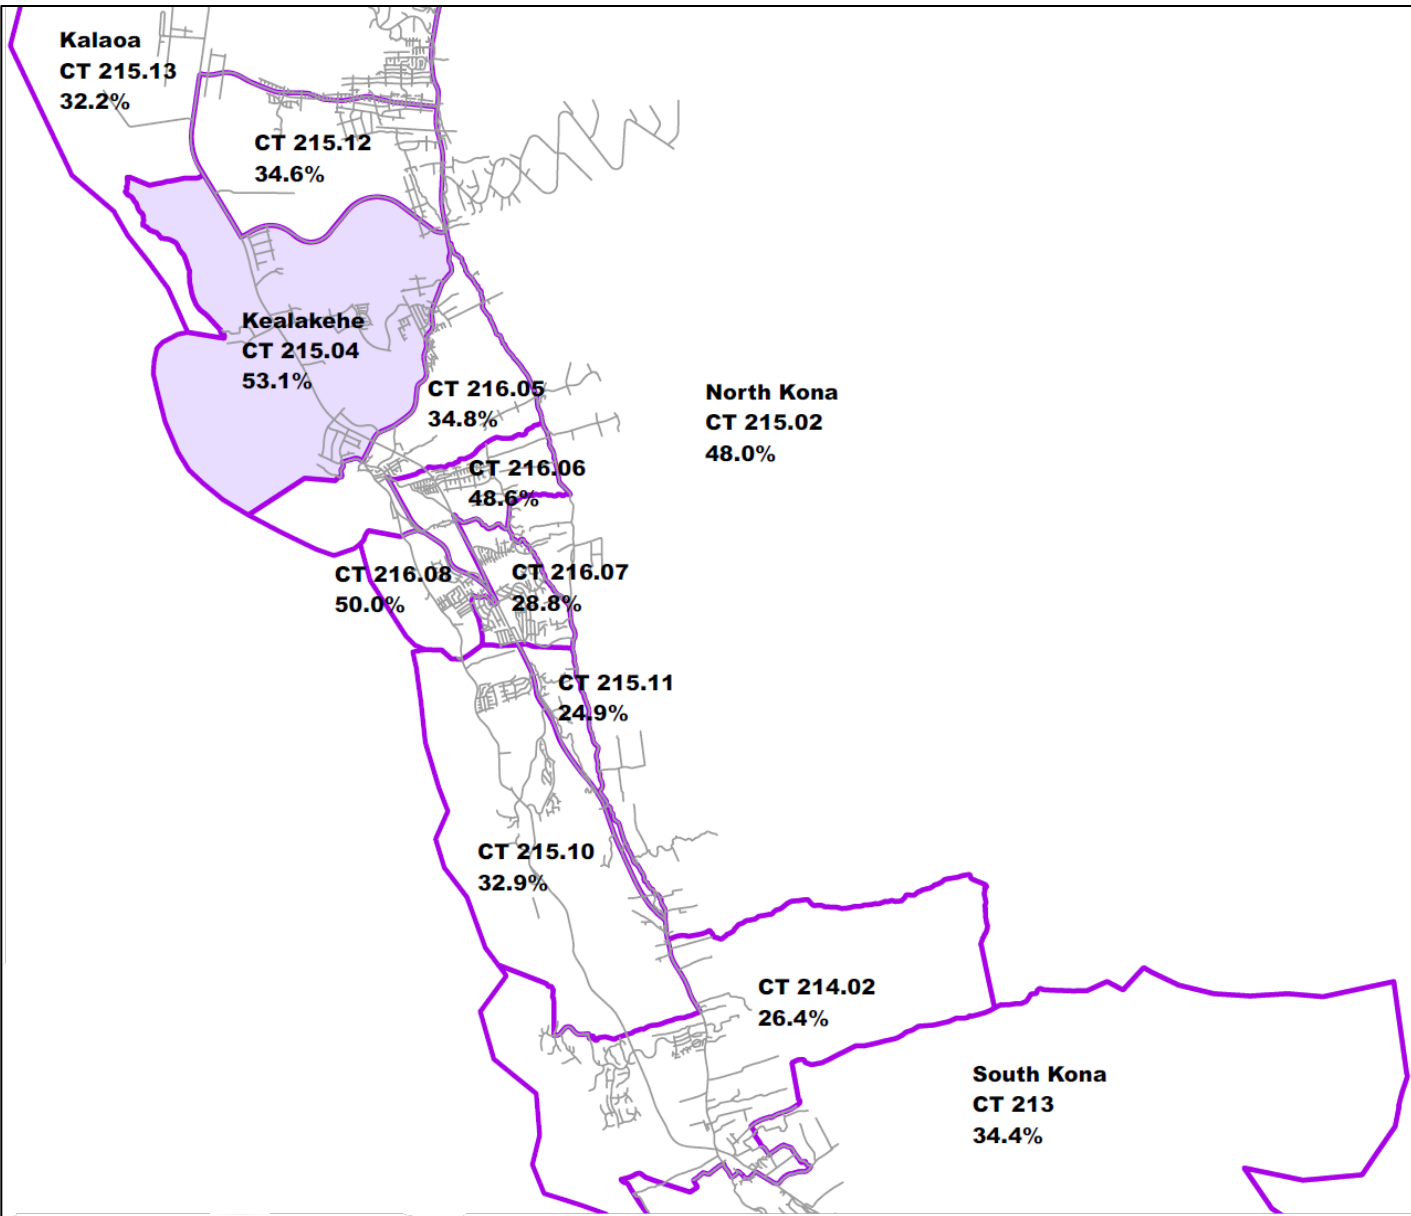 Kalaoa
CT 215.13
32.2%
CT 215.12
34.6%
Kealakehe
CT 215.04
53.1%
CT 216.05
34.8%
North Kona
CT 215.02
48.0%
CT 216.06
48.6%
CT 216.08
50.0%
CT 216.07
28.8%
CT 215.11
24.9%
CT 215.10
32.9%
CT 214.02
26.4%
South Kona
CT 213
34.4%